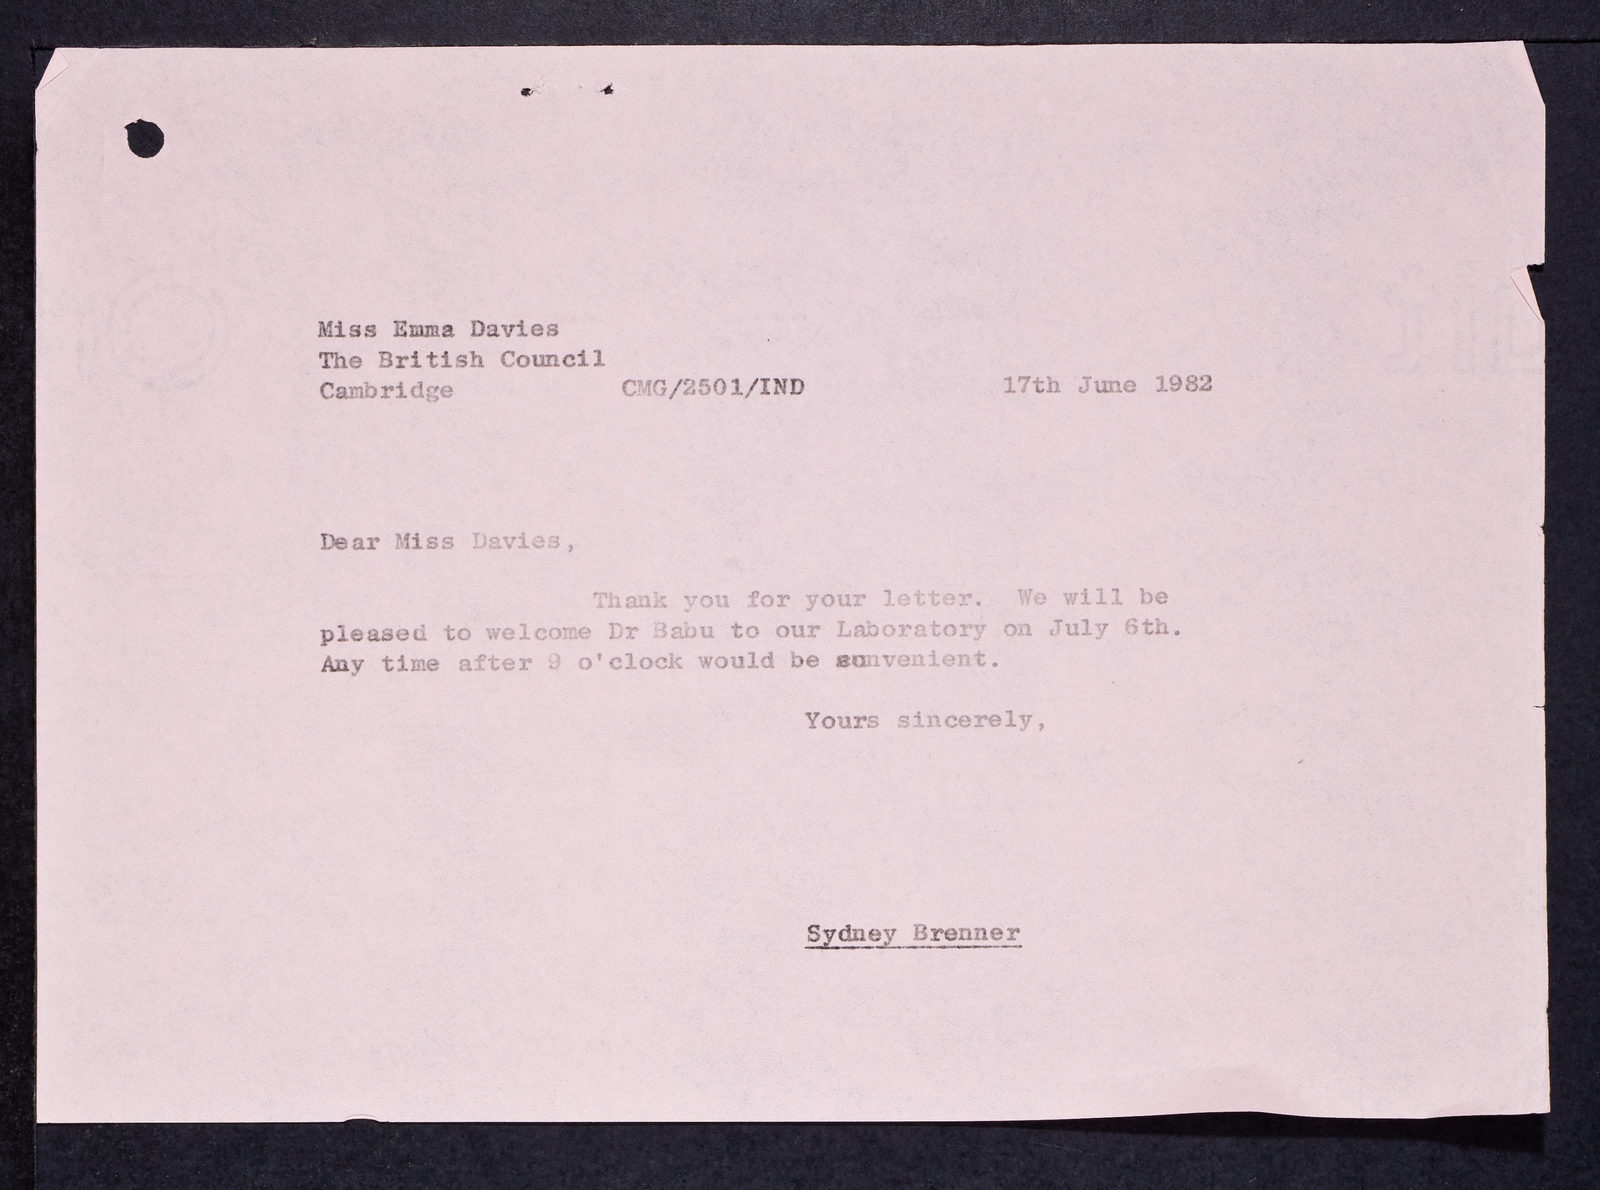 Miss Emma Davies
The British Council
Cambridge CMG/2501/IND 17th June 1982
Dear Miss Davies,
Thank you for your letter. We will be
pleased to welcome Dr Babu to our Laboratory on July 6th.
Any time after 9 o'clock would be convenient.
Yours sincerely,
Sydney Brenner